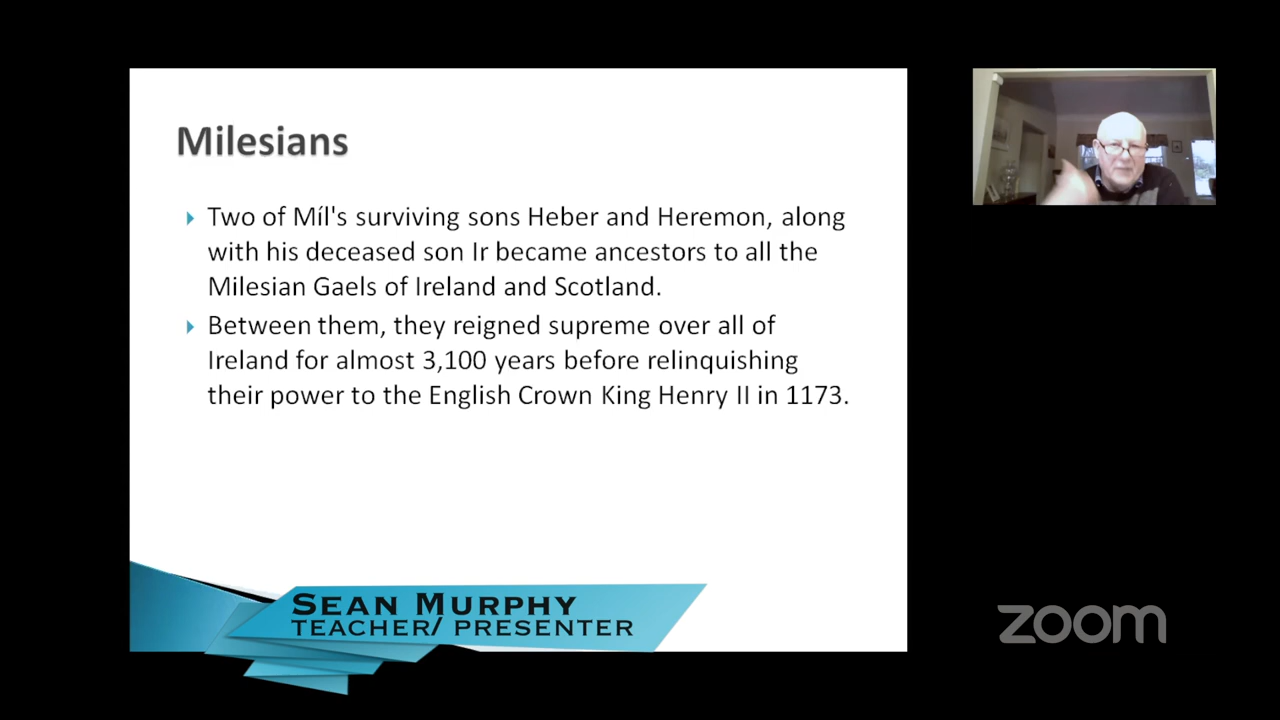 Milesians
Two of Míl's surviving sons Heber and Heremon, along
with his deceased son Ir became ancestors to all the
Milesian Gaels of Ireland and Scotland.
Between them, they reigned supreme over all of
Ireland for almost 3,100 years before relinquishing
their power to the English Crown King Henry II in 1173.
SEAN MURPHY
TEACHER/ PRESENTER
zoom